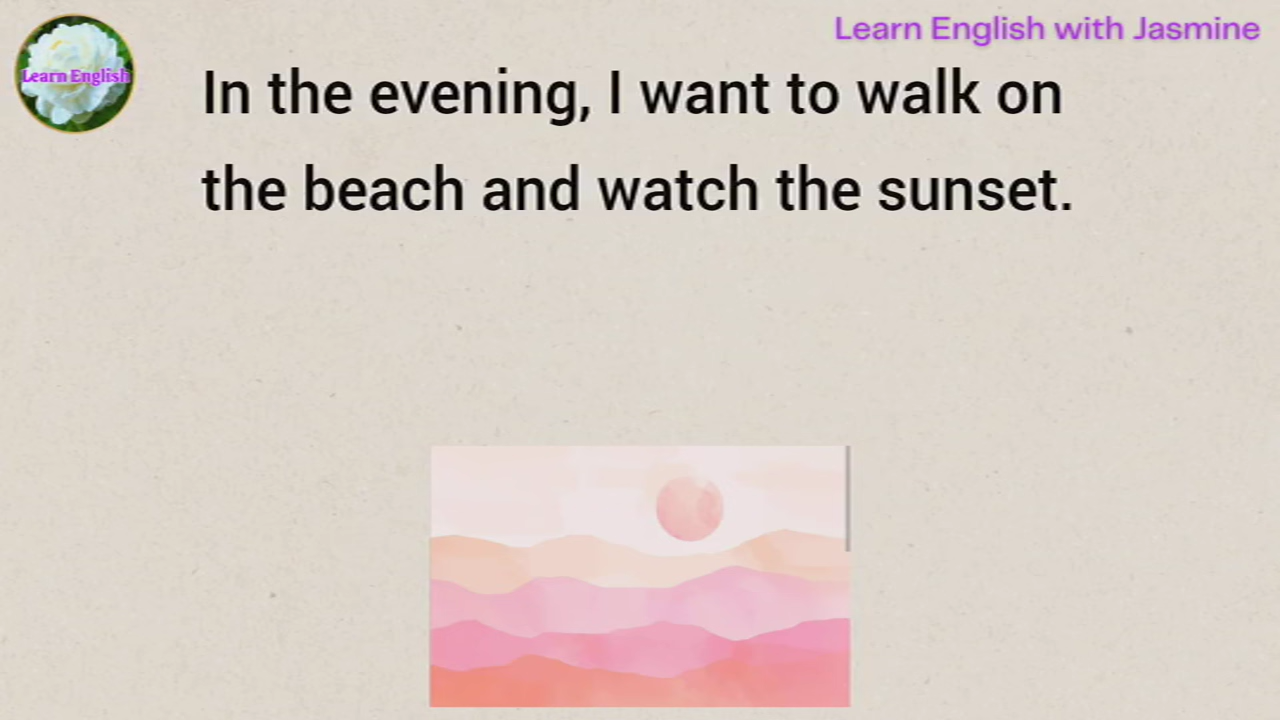 Learn English with Jasmine
Learn English
In the evening, I want to walk on
the beach and watch the sunset.